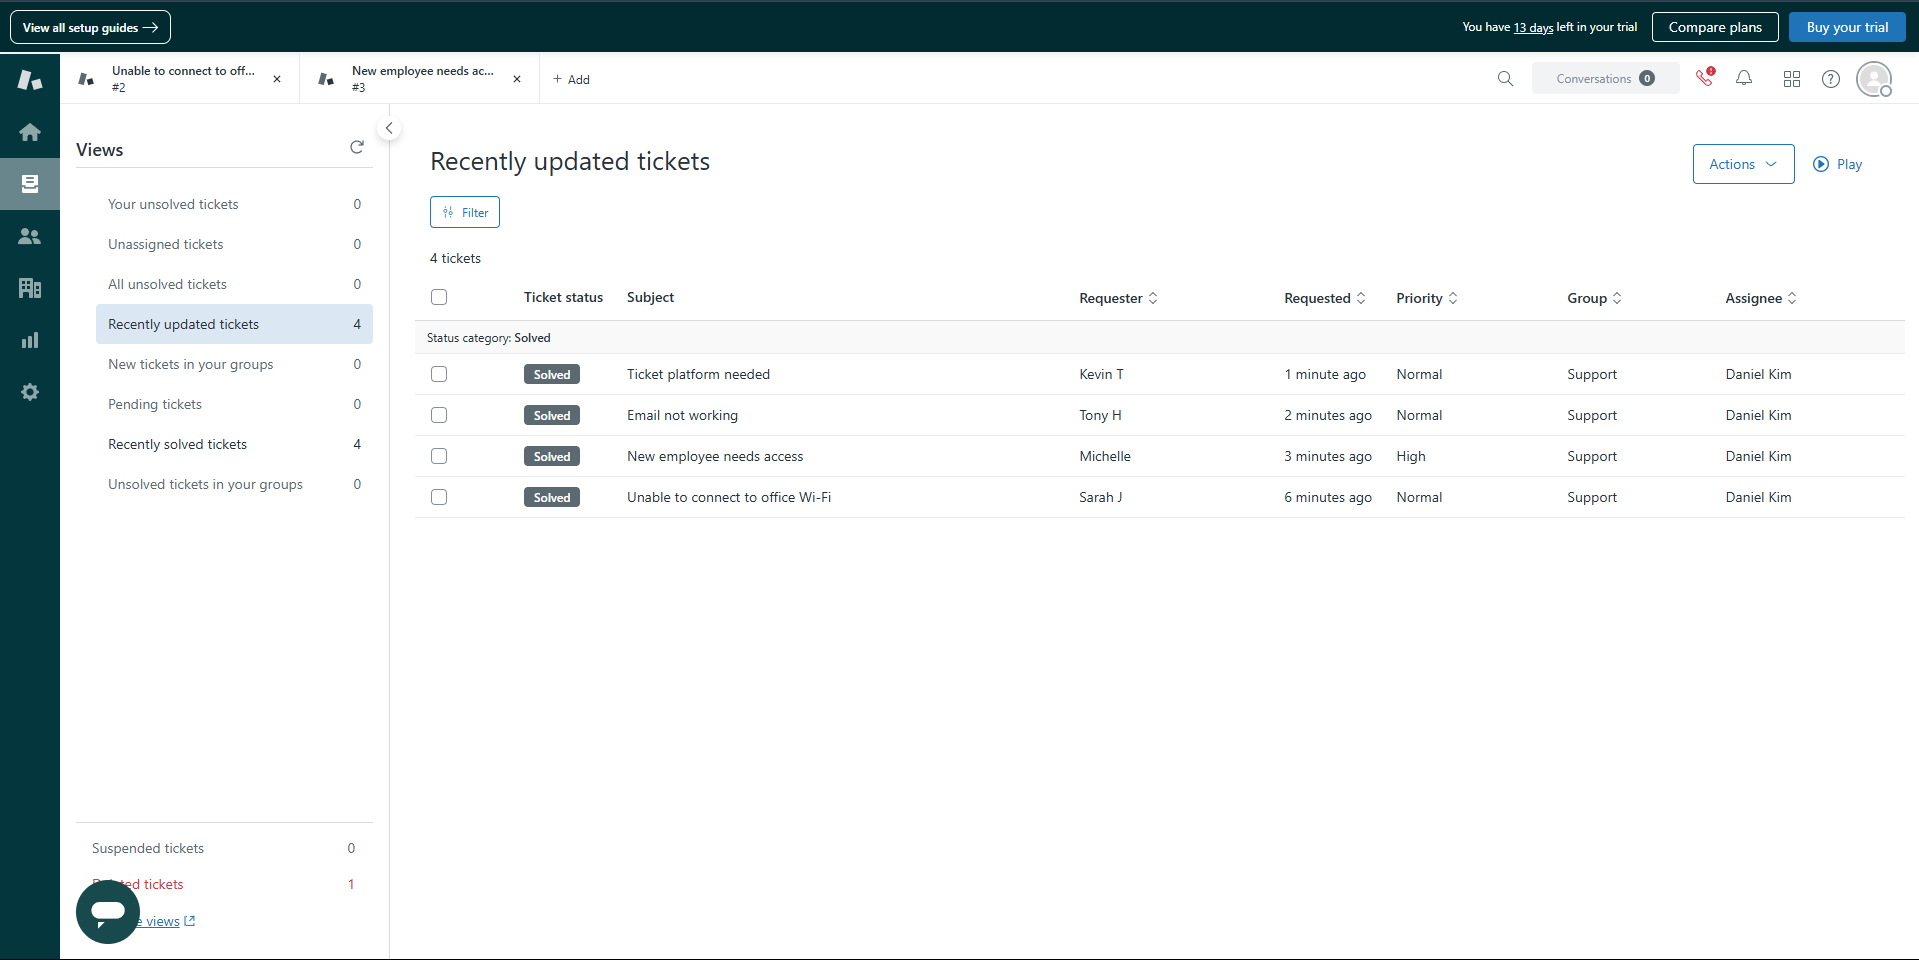 View all setup guides
You have 13 days left in your trial
Compare plans
Buy your trial
Unable to connect to off...
#2
New employee needs ac...
#3
+ Add
Conversations 0
Views
Your unsolved tickets 0
Unassigned tickets 0
All unsolved tickets 0
Recently updated tickets 4
New tickets in your groups 0
Pending tickets 0
Recently solved tickets 4
Unsolved tickets in your groups 0
Suspended tickets 0
tickets 1
views
Recently updated tickets
Actions
Play
Filter
4 tickets
Ticket status Subject Requester Requested Priority Group Assignee
Status category: Solved
Solved Ticket platform needed Kevin T 1 minute ago Normal Support Daniel Kim
Solved Email not working Tony H 2 minutes ago Normal Support Daniel Kim
Solved New employee needs access Michelle 3 minutes ago High Support Daniel Kim
Solved Unable to connect to office Wi-Fi Sarah J 6 minutes ago Normal Support Daniel Kim